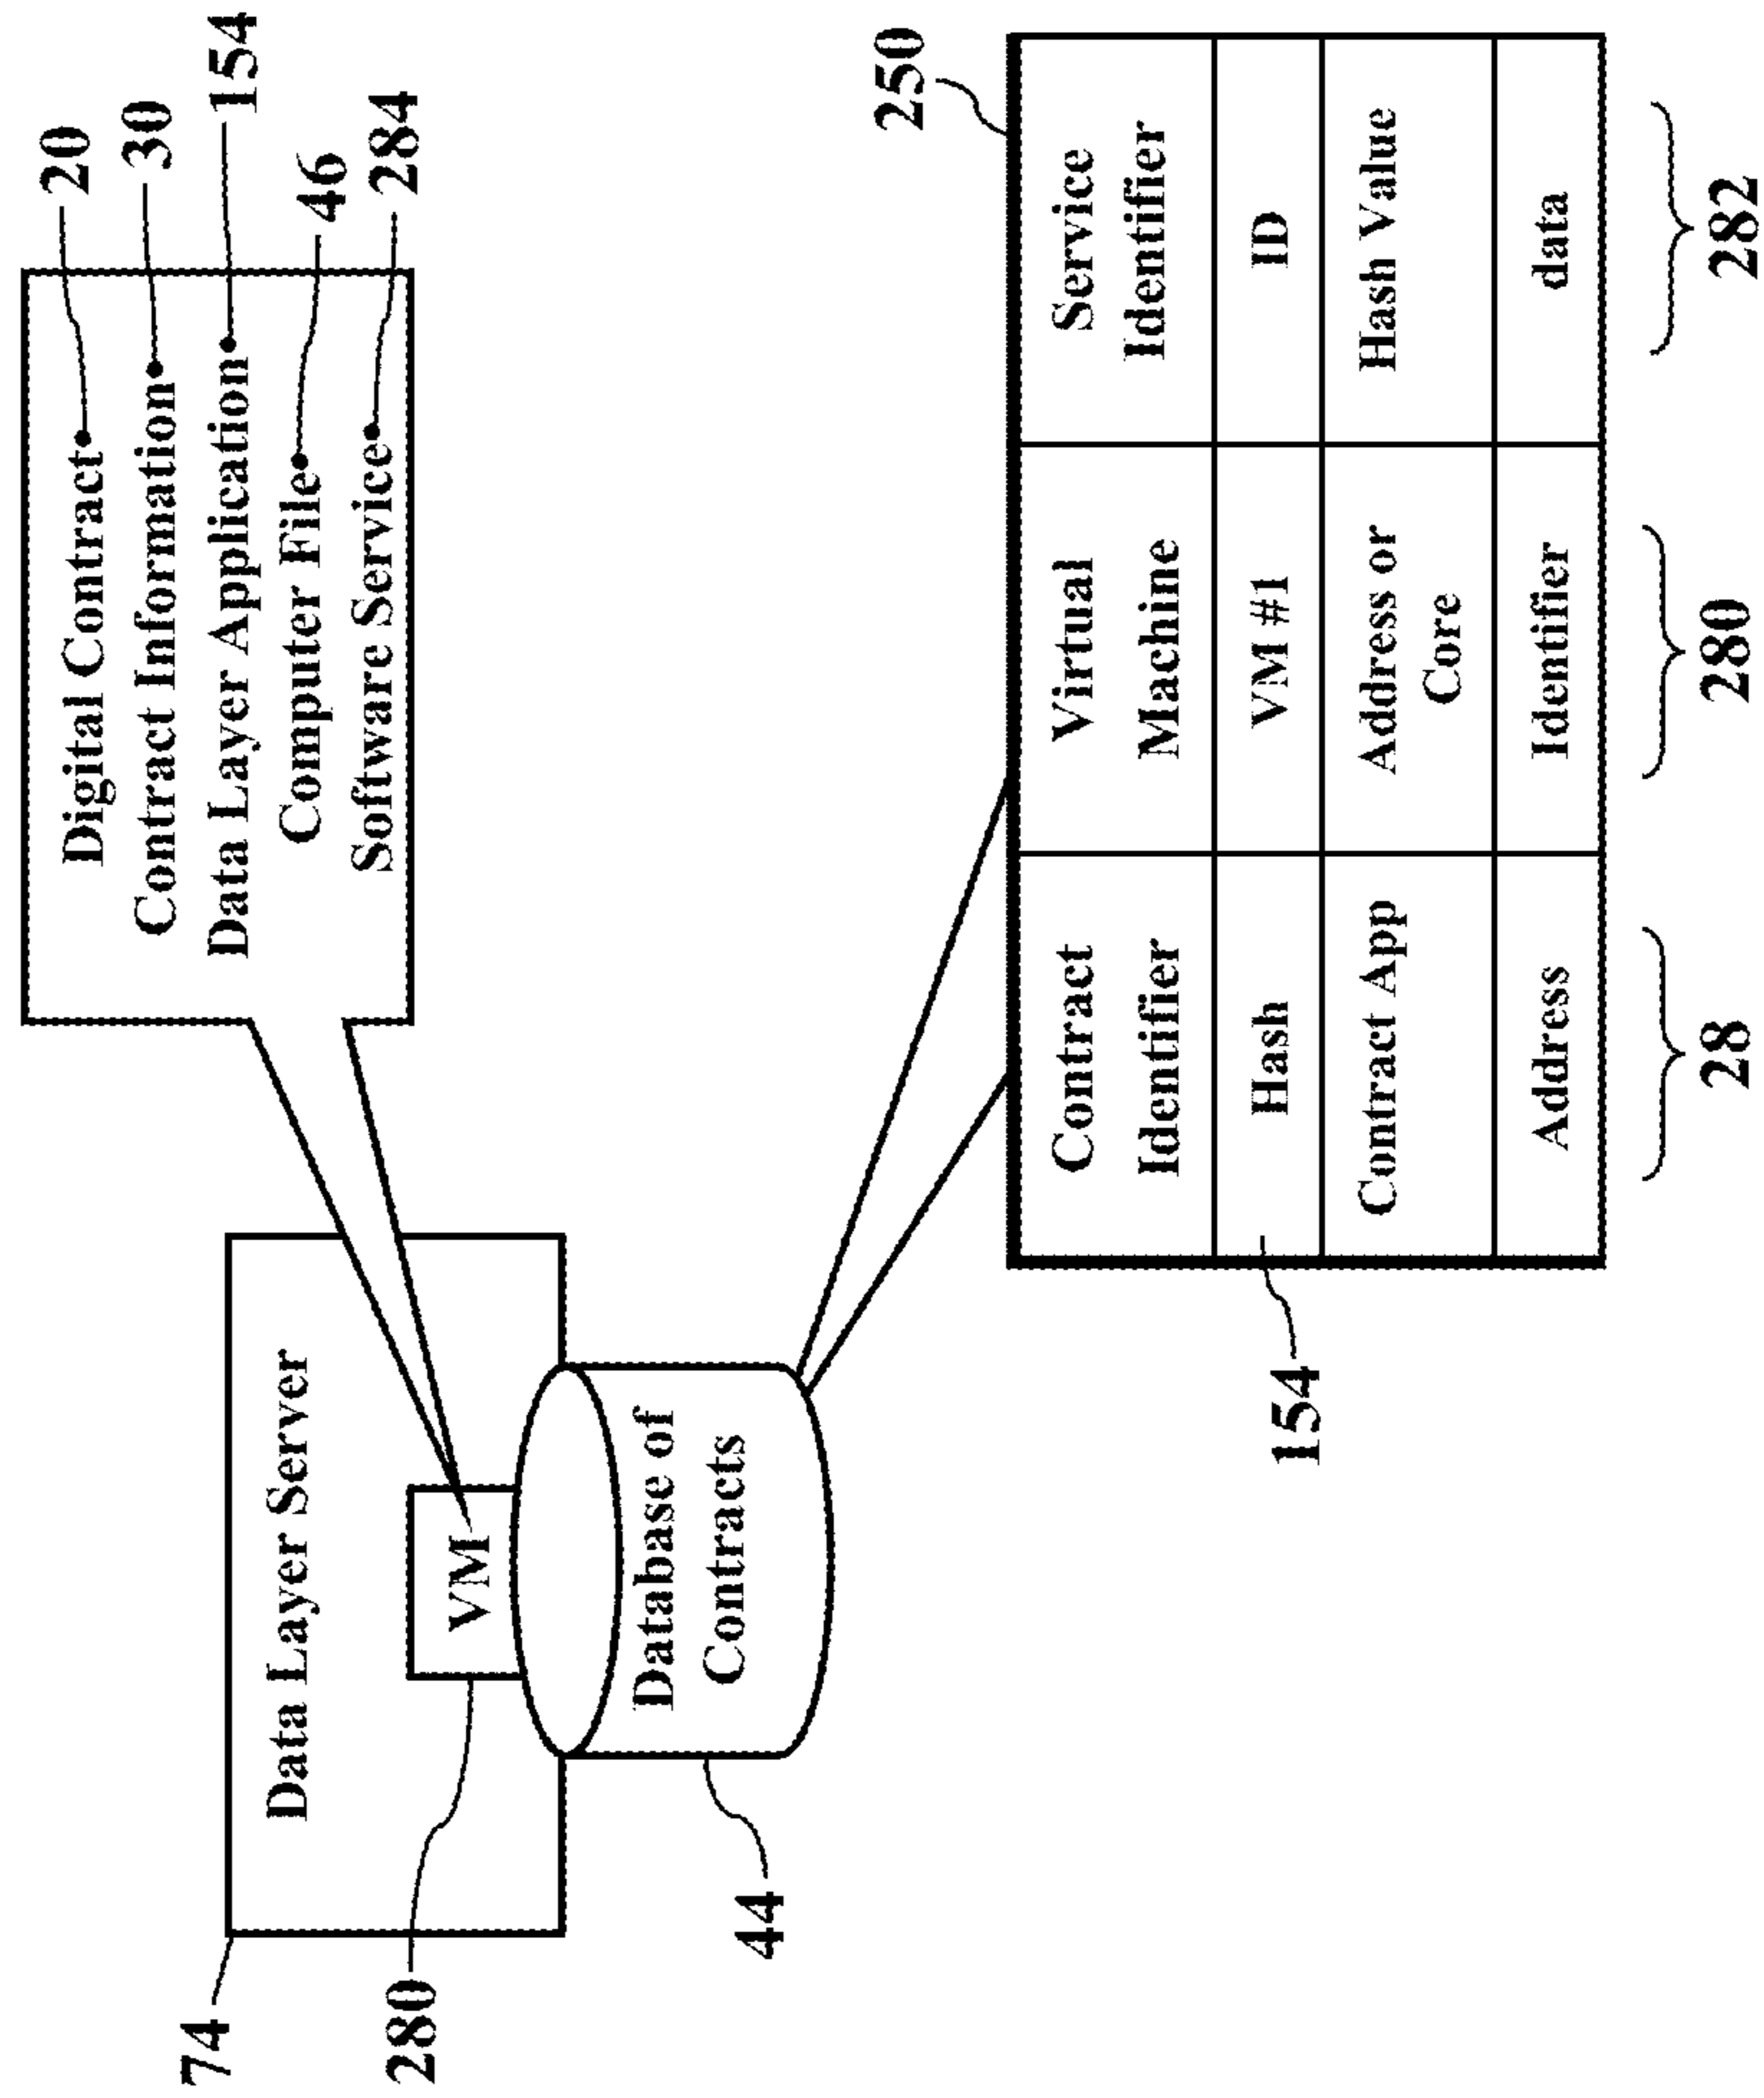 74
Data Layer Server
280
VM
Database of
Contracts
44
Digital Contract
20
Contract Information
30
Data Layer Application
154
Computer File
46
Software Service
284
250
Contract
Identifier
Virtual
Machine
Service
Identifier
Hash
VM #1
ID
Contract App
Address or
Core
Hash Value
Address
Identifier
data
154
28
280
282